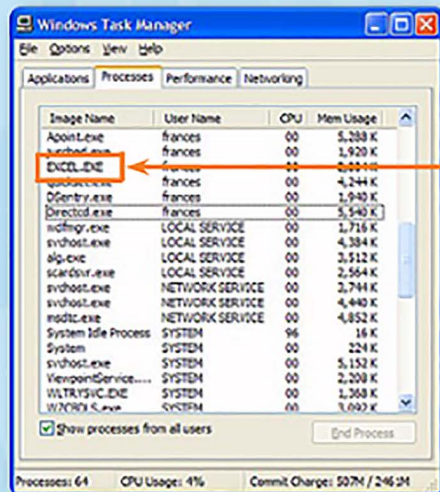 Windows Task Manager
File Options View Help
Applications Processes Performance Networking
Image Name User Name CPU Mem Usage
Apoint.exe frances 00 5,288 K
frances 00 1,920 K
EXCEL.EXE
frances 00 4,244 K
DSentry.exe frances 00 1,940 K
Directcd.exe frances 00 5,540 K
wdfmgr.exe LOCAL SERVICE 00 1,716 K
svchost.exe LOCAL SERVICE 00 4,384 K
alg.exe LOCAL SERVICE 00 3,512 K
scardsvr.exe LOCAL SERVICE 00 2,564 K
svchost.exe NETWORK SERVICE 00 3,744 K
svchost.exe NETWORK SERVICE 00 4,440 K
msdtc.exe NETWORK SERVICE 00 4,852 K
System Idle Process SYSTEM 96 16 K
System SYSTEM 00 224 K
svchost.exe SYSTEM 00 5,152 K
ViewpointService.... SYSTEM 00 2,208 K
WLTRYSVC.EXE SYSTEM 00 1,368 K
SYSTEM 00 3,092 K
Show processes from all users
End Process
Processes: 64 CPU Usage: 4% Commit Charge: 507M / 2461M